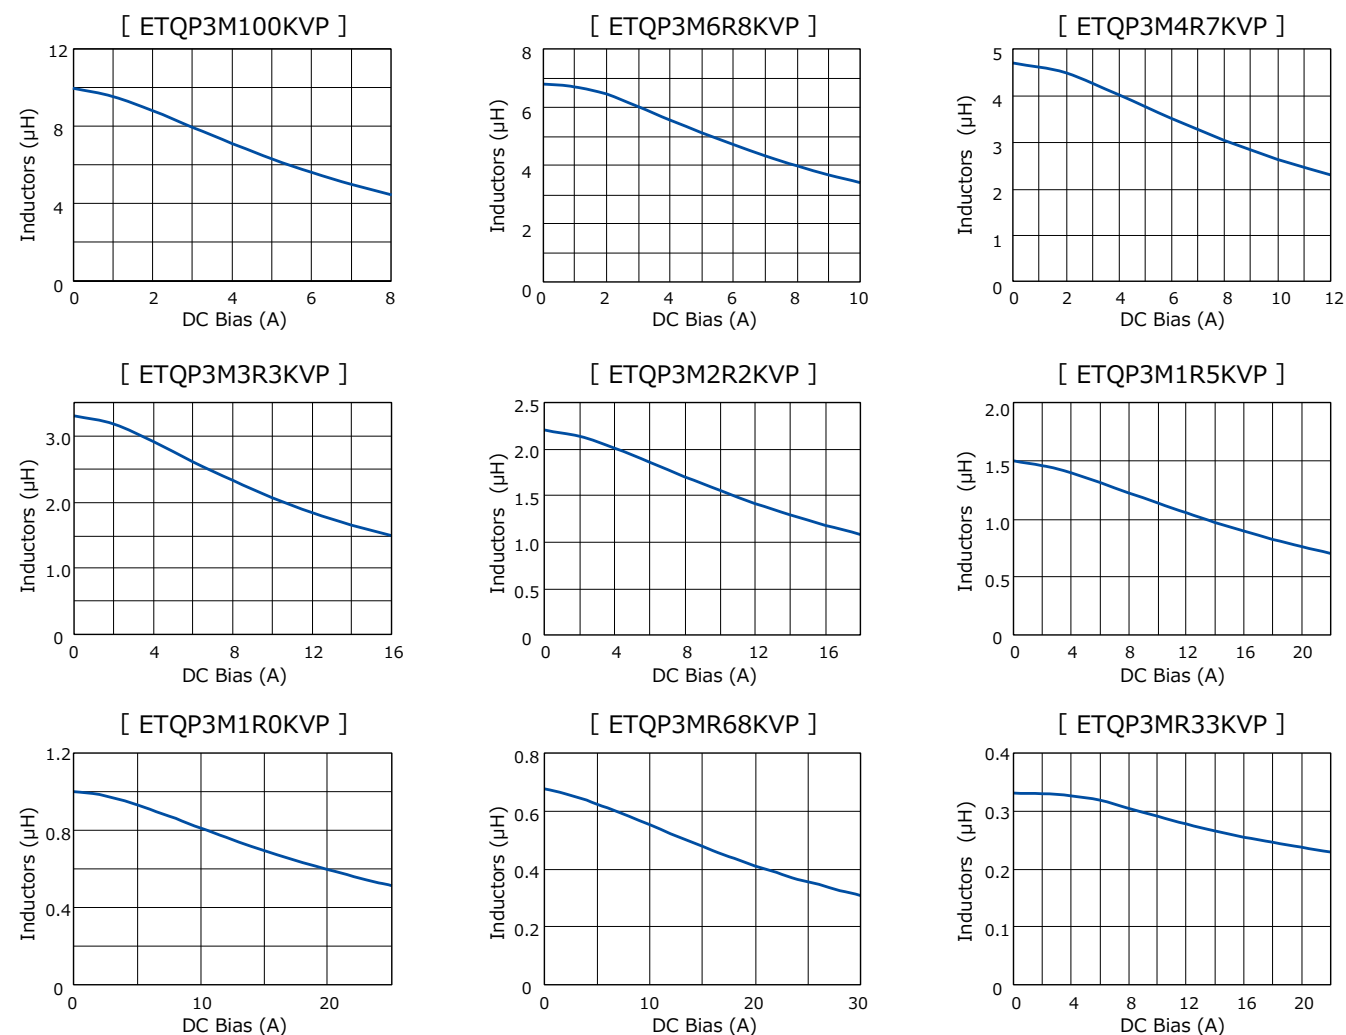 [ ETQP3M100KVP ]
12
8
4
0
Inductors (µH)
0 2 4 6 8
DC Bias (A)
[ ETQP3M6R8KVP ]
8
6
4
2
0
Inductors (µH)
0 2 4 6 8 10
DC Bias (A)
[ ETQP3M4R7KVP ]
5
4
3
2
1
0
Inductors (µH)
0 2 4 6 8 10 12
DC Bias (A)
[ ETQP3M3R3KVP ]
3.0
2.0
1.0
0
Inductors (µH)
0 4 8 12 16
DC Bias (A)
[ ETQP3M2R2KVP ]
2.5
2.0
1.5
1.0
0.5
0
Inductors (µH)
0 4 8 12 16
DC Bias (A)
[ ETQP3M1R5KVP ]
2.0
1.5
1.0
0.5
0
Inductors (µH)
0 4 8 12 16 20
DC Bias (A)
[ ETQP3M1R0KVP ]
1.2
0.8
0.4
0
Inductors (µH)
0 10 20
DC Bias (A)
[ ETQP3MR68KVP ]
0.8
0.6
0.4
0.2
0
Inductors (µH)
0 10 20 30
DC Bias (A)
[ ETQP3MR33KVP ]
0.4
0.3
0.2
0.1
0
Inductors (µH)
0 4 8 12 16 20
DC Bias (A)